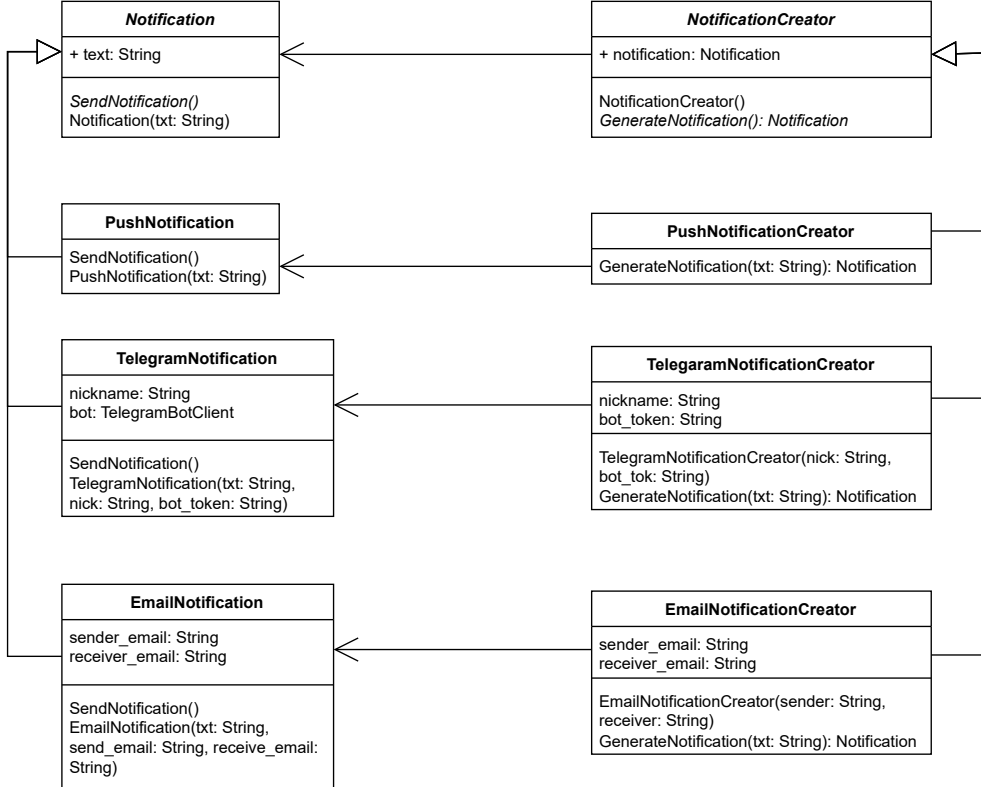 Notification
+ text: String
SendNotification()
Notification(txt: String)
NotificationCreator
+ notification: Notification
NotificationCreator()
GenerateNotification(): Notification
PushNotification
SendNotification()
PushNotification(txt: String)
PushNotificationCreator
GenerateNotification(txt: String): Notification
TelegramNotification
nickname: String
bot: TelegramBotClient
SendNotification()
TelegramNotification(txt: String,
nick: String, bot_token: String)
TelegaramNotificationCreator
nickname: String
bot_token: String
TelegramNotificationCreator(nick: String,
bot_tok: String)
GenerateNotification(txt: String): Notification
EmailNotification
sender_email: String
receiver_email: String
SendNotification()
EmailNotification(txt: String,
send_email: String, receive_email:
String)
EmailNotificationCreator
sender_email: String
receiver_email: String
EmailNotificationCreator(sender: String,
receiver: String)
GenerateNotification(txt: String): Notification